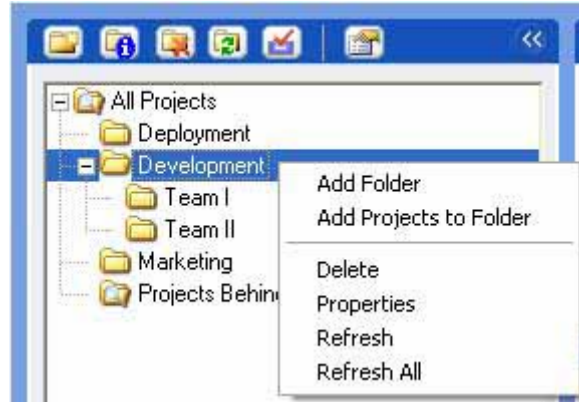 All Projects
Deployment
Development
Team I
Team II
Marketing
Projects
Add Folder
Add Projects to Folder
Delete
Properties
Refresh
Refresh All